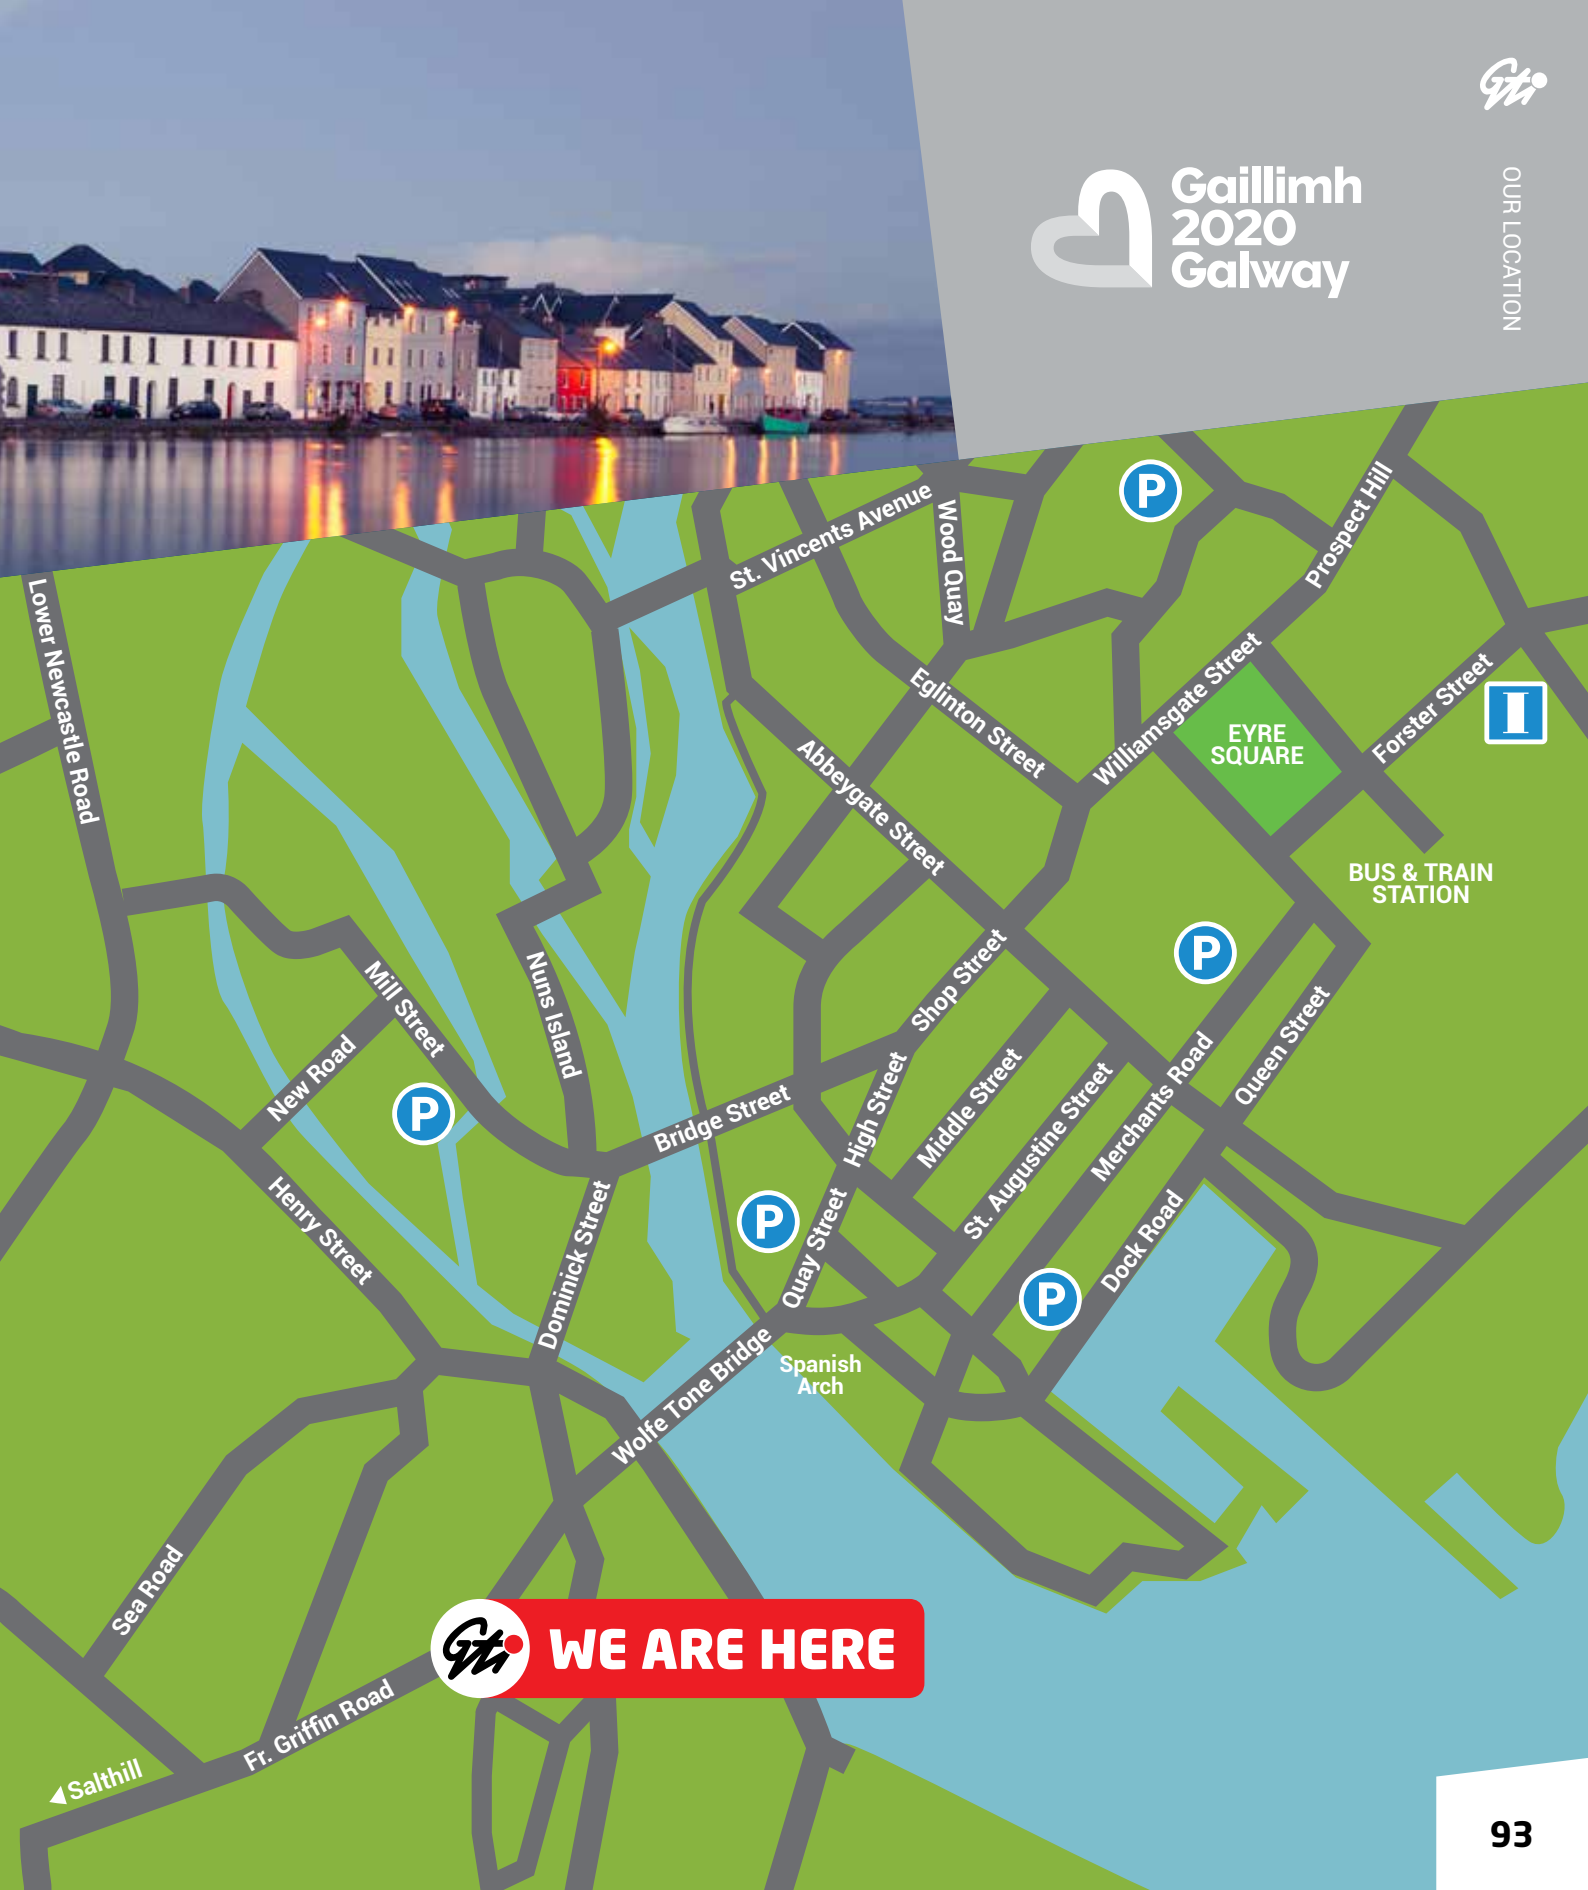 Gti
OUR LOCATION
Gaillimh
2020
Galway
P
Prospect Hill
St. Vincents Avenue
Wood Quay
Lower Newcastle Road
Eglinton Street
Williamsgate Street
Forster Street
I
EYRE
SQUARE
Abbeygate Street
BUS & TRAIN
STATION
P
Shop Street
Nuns Island
Mill Street
New Road
P
Bridge Street
High Street
Middle Street
St. Augustine Street
Merchants Road
Queen Street
Henry Street
Dominick Street
P
Quay Street
Dock Road
P
Wolfe Tone Bridge
Spanish
Arch
Sea Road
Gti WE ARE HERE
Fr. Griffin Road
Salthill
93